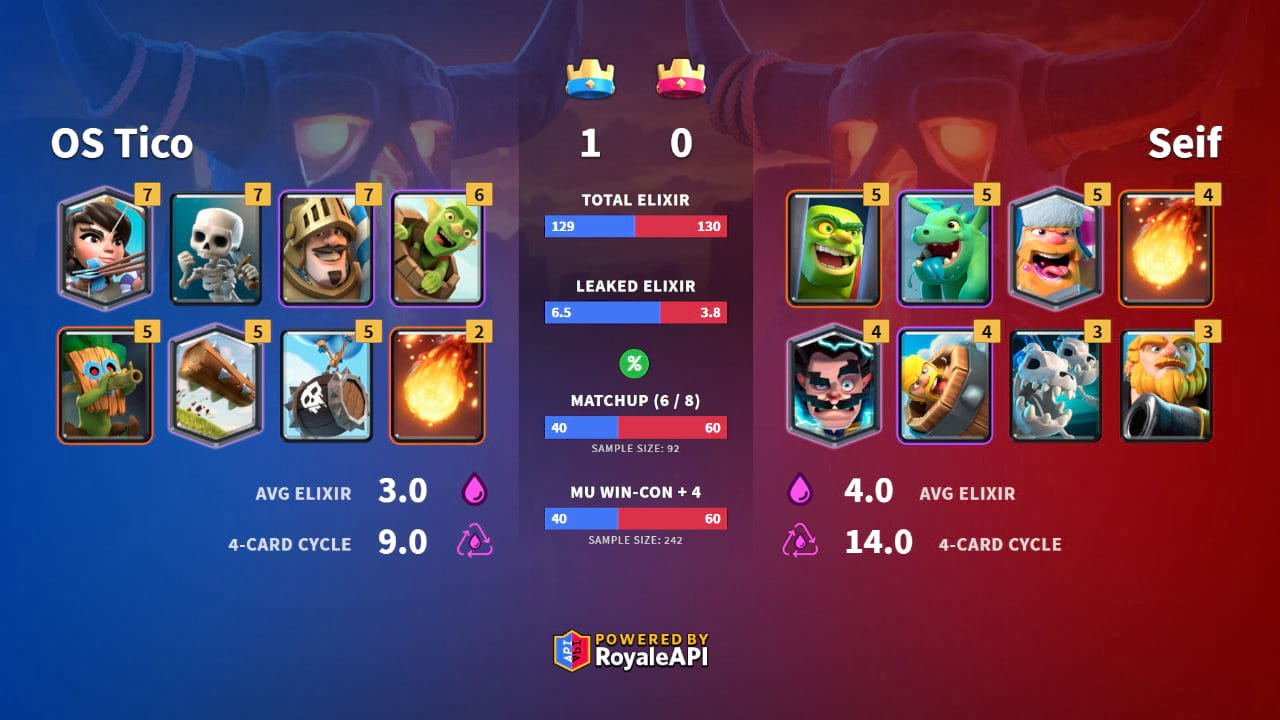 1 0
OS Tico
Seif
7 7 7 6
5 5 5 2
TOTAL ELIXIR
129 130
LEAKED ELIXIR
6.5 3.8
%
MATCHUP (6 / 8)
40 60
SAMPLE SIZE: 92
MU WIN-CON + 4
40 60
SAMPLE SIZE: 242
5 5 5 4
4 4 3 3
AVG ELIXIR 3.0
4-CARD CYCLE 9.0
4.0 AVG ELIXIR
14.0 4-CARD CYCLE
API API
POWERED BY
RoyaleAPI